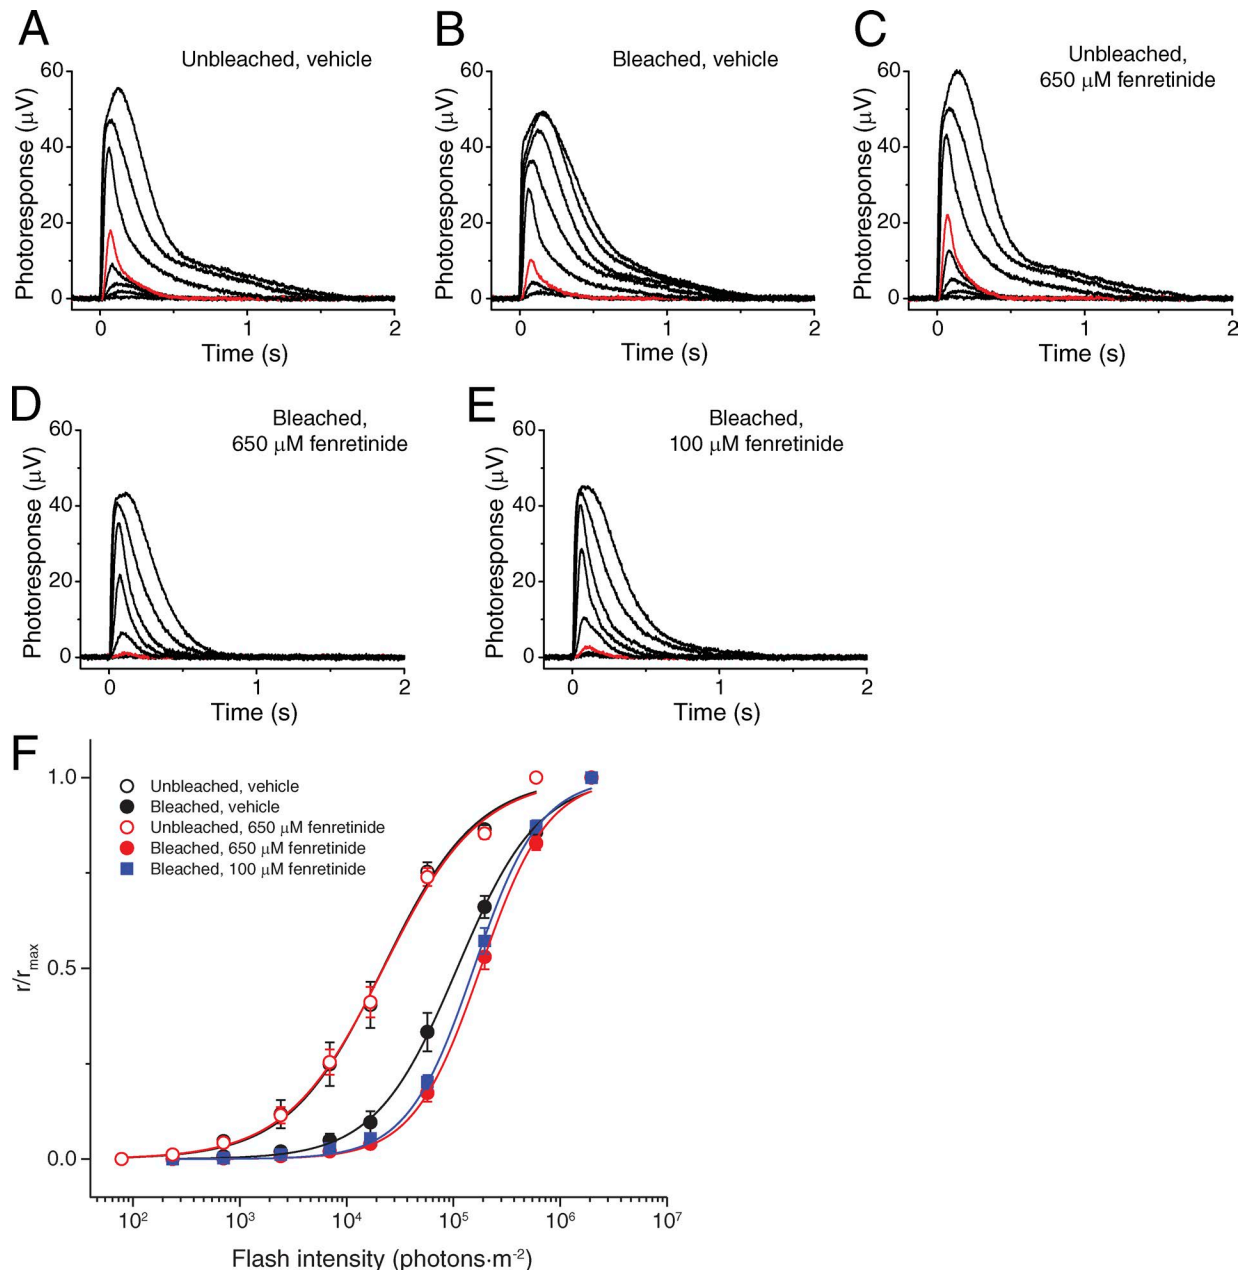 A
Unbleached, vehicle
Photoresponse (μV)
60
40
20
0
0
1
2
Time (s)
B
Bleached, vehicle
Photoresponse (μV)
60
40
20
0
0
1
2
Time (s)
C
Unbleached,
650 μM fenretinide
Photoresponse (μV)
60
40
20
0
0
1
2
Time (s)
D
Bleached,
650 μM fenretinide
Photoresponse (μV)
60
40
20
0
0
1
2
Time (s)
E
Bleached,
100 μM fenretinide
Photoresponse (μV)
60
40
20
0
0
1
2
Time (s)
F
Unbleached, vehicle
Bleached, vehicle
Unbleached, 650 μM fenretinide
Bleached, 650 μM fenretinide
Bleached, 100 μM fenretinide
r/rmax
1.0
0.5
0.0
10² 10³ 10⁴ 10⁵ 10⁶ 10⁷
Flash intensity (photons·m⁻²)